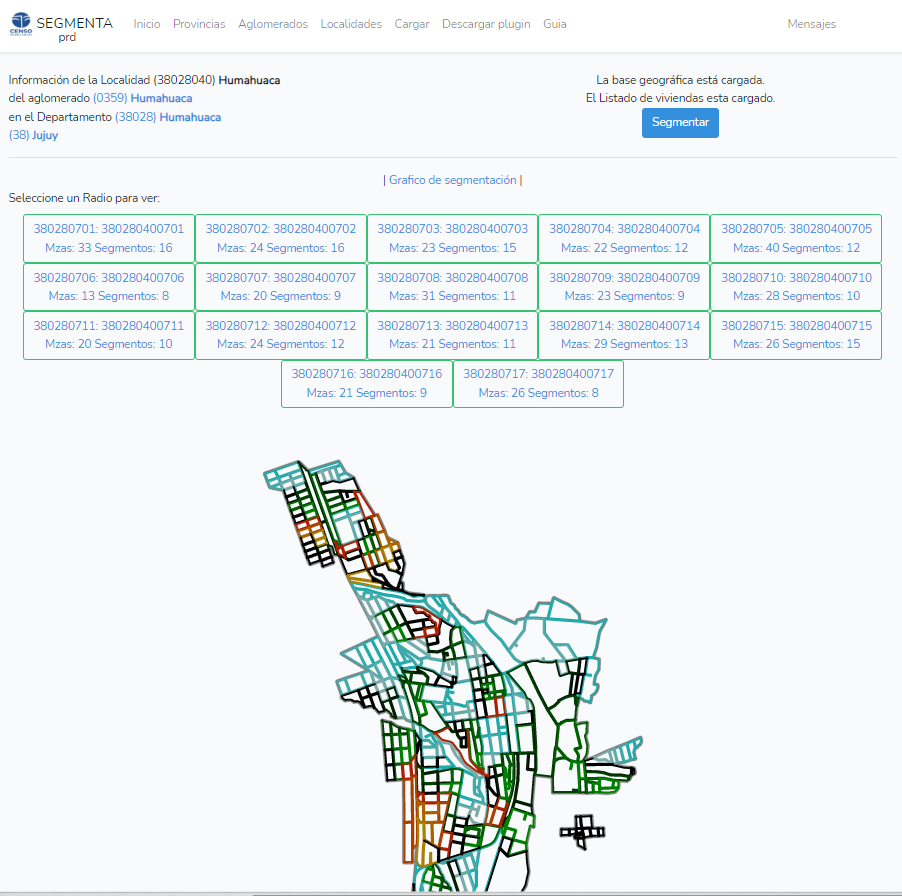 SEGMENTA
prd
CENSO
Inicio Provincias Aglomerados Localidades Cargar Descargar plugin Guia Mensajes
Información de la Localidad (38028040) Humahuaca
del aglomerado (0359) Humahuaca
en el Departamento (38028) Humahuaca
(38) Jujuy
La base geográfica está cargada.
El Listado de viviendas esta cargado.
Segmentar
| Grafico de segmentación |
Seleccione un Radio para ver:
380280701: 380280400701 380280702: 380280400702 380280703: 380280400703 380280704: 380280400704 380280705: 380280400705
Mzas: 33 Segmentos: 16 Mzas: 24 Segmentos: 16 Mzas: 23 Segmentos: 15 Mzas: 22 Segmentos: 12 Mzas: 40 Segmentos: 12
380280706: 380280400706 380280707: 380280400707 380280708: 380280400708 380280709: 380280400709 380280710: 380280400710
Mzas: 13 Segmentos: 8 Mzas: 20 Segmentos: 9 Mzas: 31 Segmentos: 11 Mzas: 23 Segmentos: 9 Mzas: 28 Segmentos: 10
380280711: 380280400711 380280712: 380280400712 380280713: 380280400713 380280714: 380280400714 380280715: 380280400715
Mzas: 20 Segmentos: 10 Mzas: 24 Segmentos: 12 Mzas: 21 Segmentos: 11 Mzas: 29 Segmentos: 13 Mzas: 26 Segmentos: 15
380280716: 380280400716 380280717: 380280400717
Mzas: 21 Segmentos: 9 Mzas: 26 Segmentos: 8